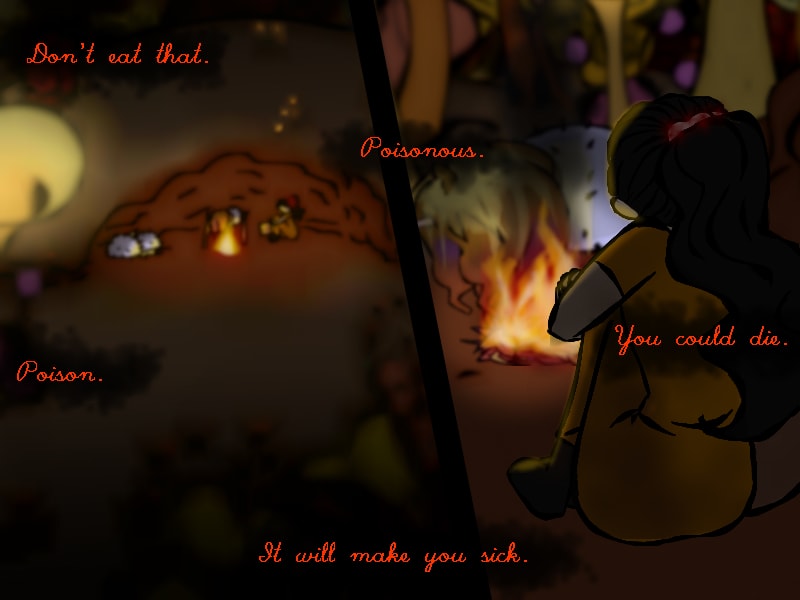 Don't eat that.
Poisonous.
You could die.
Poison.
It will make you sick.